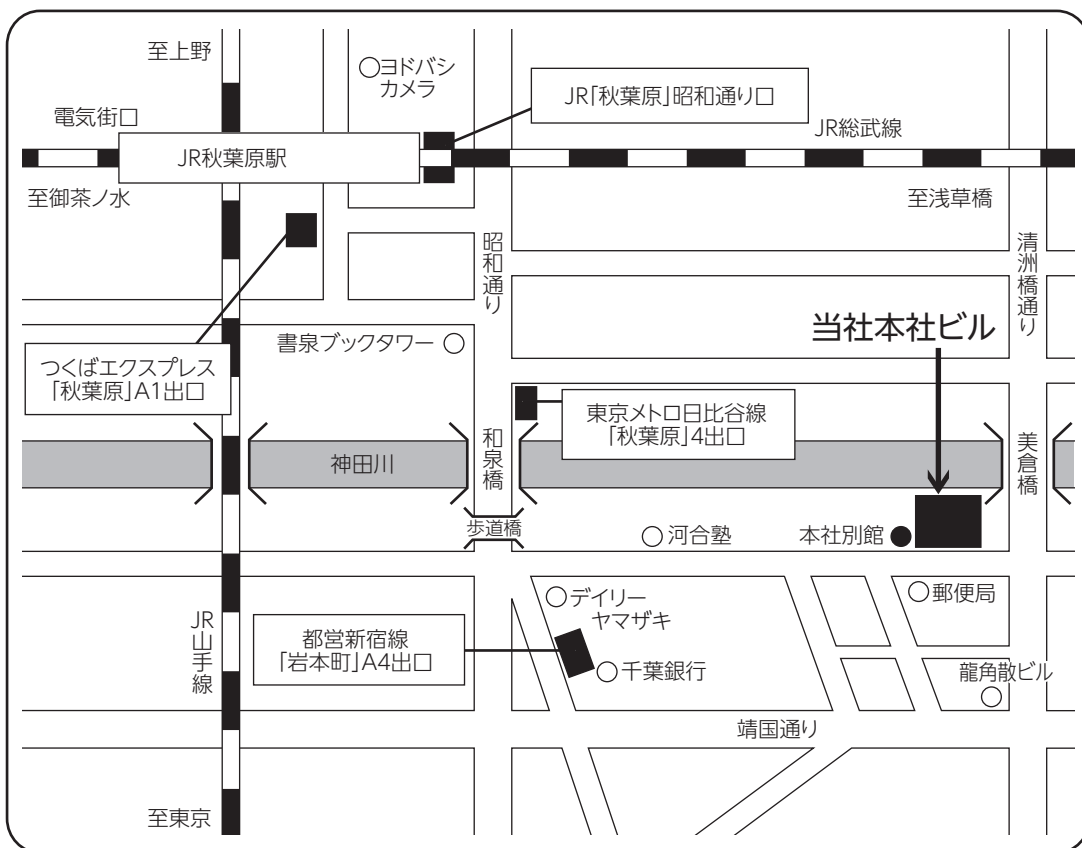 至上野
ヨドバシ
カメラ
JR「秋葉原」昭和通り口
電気街口
JR総武線
JR秋葉原駅
至御茶ノ水
至浅草橋
昭和通り
清洲橋通り
当社本社ビル
書泉ブックタワー
つくばエクスプレス
「秋葉原」A1出口
東京メトロ日比谷線
「秋葉原」4出口
神田川
和泉橋
美倉橋
歩道橋
河合塾
本社別館
デイリー
ヤマザキ
郵便局
JR山手線
都営新宿線
「岩本町」A4出口
千葉銀行
龍角散ビル
靖国通り
至東京